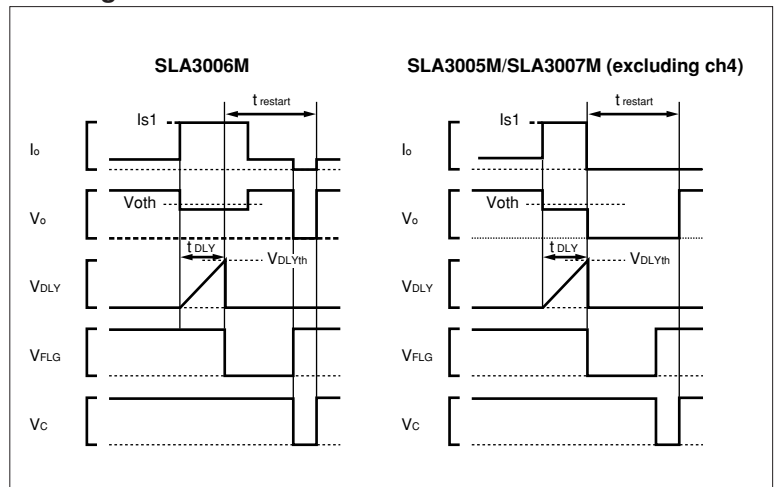 SLA3006M
t restart
Is1
Io
Voth
Vo
t DLY
VDLYth
VDLY
VFLG
VC
SLA3005M/SLA3007M (excluding ch4)
t restart
Is1
Io
Voth
Vo
t DLY
VDLYth
VDLY
VFLG
VC